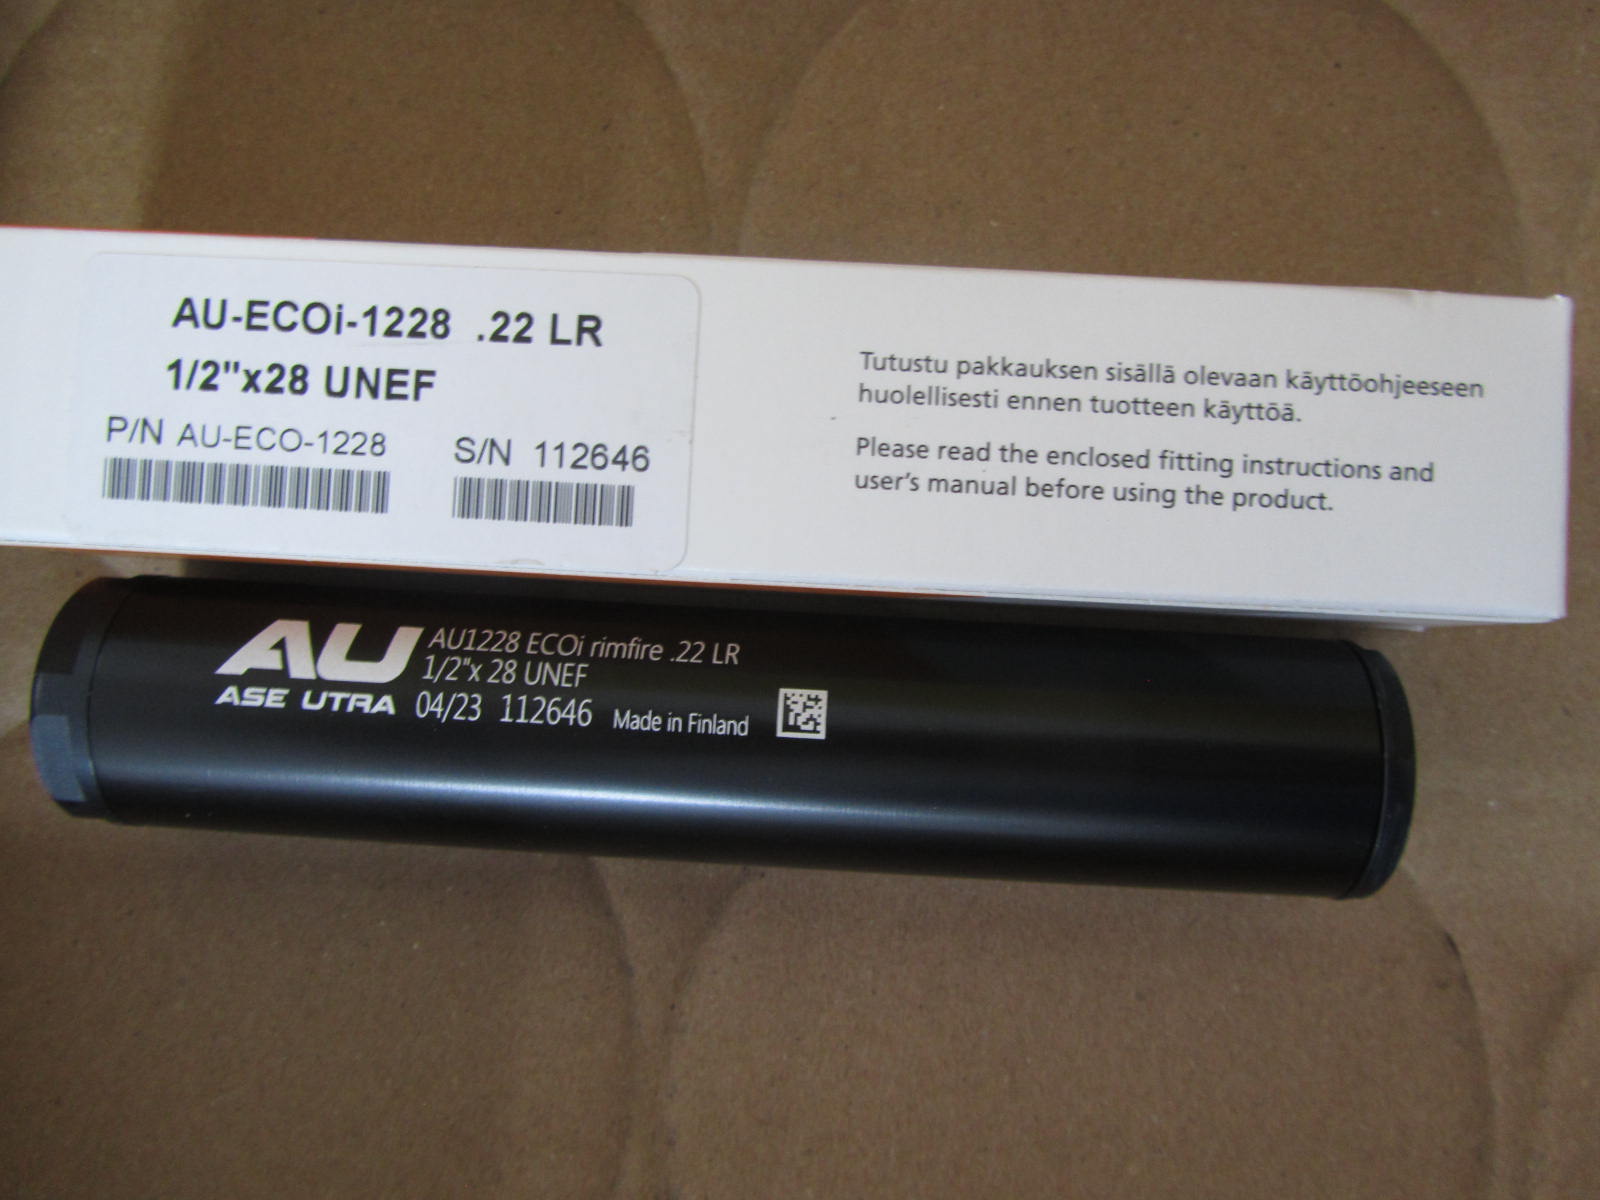 AU-ECOi-1228 .22 LR
1/2"x28 UNEF
P/N AU-ECO-1228 S/N 112646
Tutustu pakkauksen sisällä olevaan käyttöohjeeseen
huolellisesti ennen tuotteen käyttöä.
Please read the enclosed fitting instructions and
user's manual before using the product.
AU
ASE UTRA
AU1228 ECOi rimfire .22 LR
1/2"x 28 UNEF
04/23 112646 Made in Finland